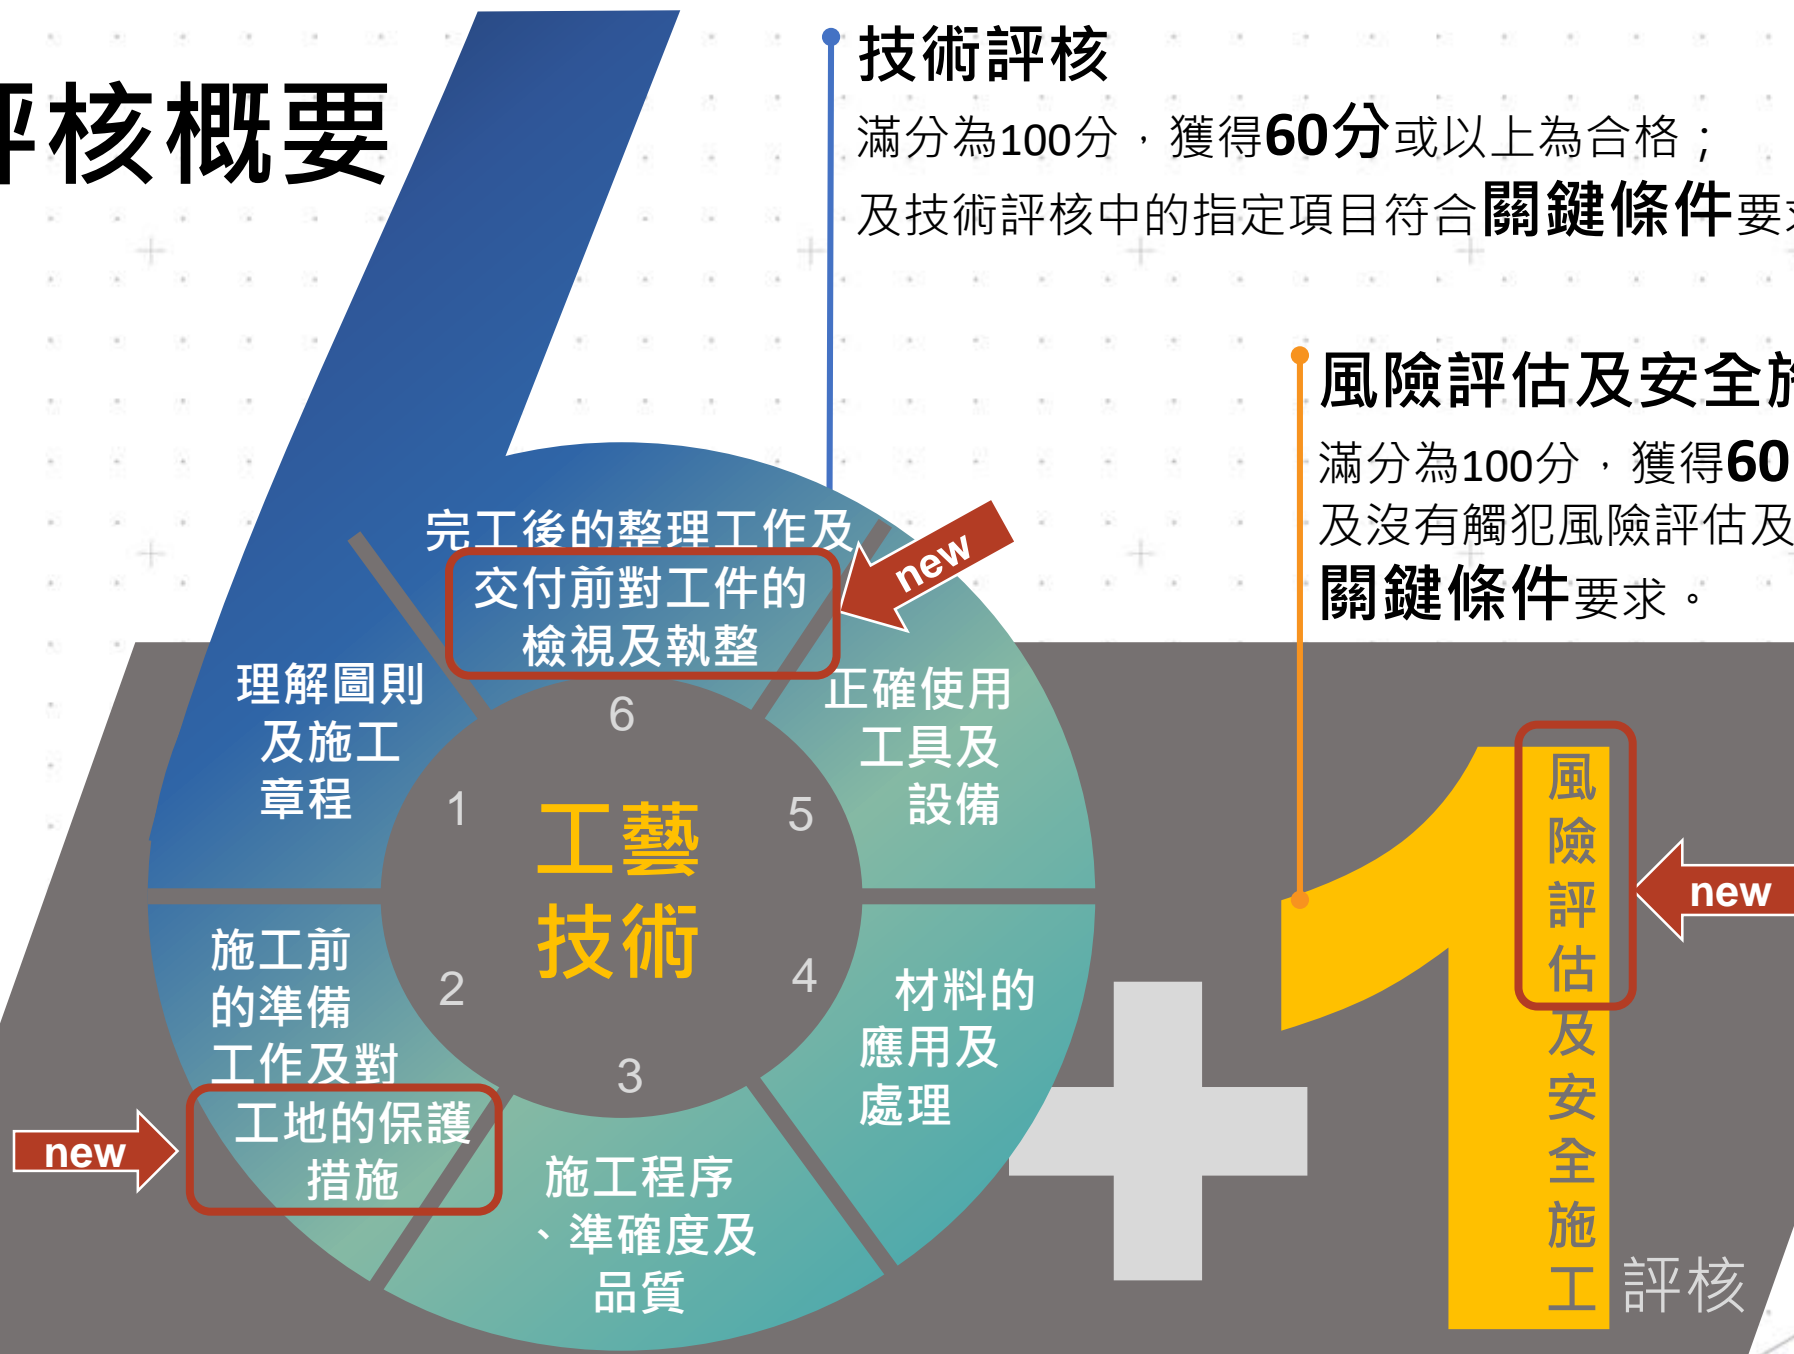 評核概要
技術評核
滿分為100分，獲得60分或以上為合格；
及技術評核中的指定項目符合關鍵條件要求
風險評估及安全施
滿分為100分，獲得60
及沒有觸犯風險評估及
關鍵條件要求。
完工後的整理工作及
交付前對工件的
檢視及執整
new
理解圖則
及施工
章程
正確使用
工具及
設備
6
1
5
工藝
技術
2
4
3
施工前
的準備
工作及對
工地的保護
措施
new
材料的
應用及
處理
施工程序
、準確度及
品質
風險評估及安全施工
new
評核